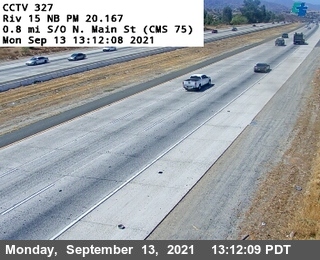 CCTV 327
Riv 15 NB PM 20.167
0.8 mi S/O N. Main St (CMS 75)
Mon Sep 13 13:12:08 2021
Monday, September 13, 2021 13:12:09 PDT